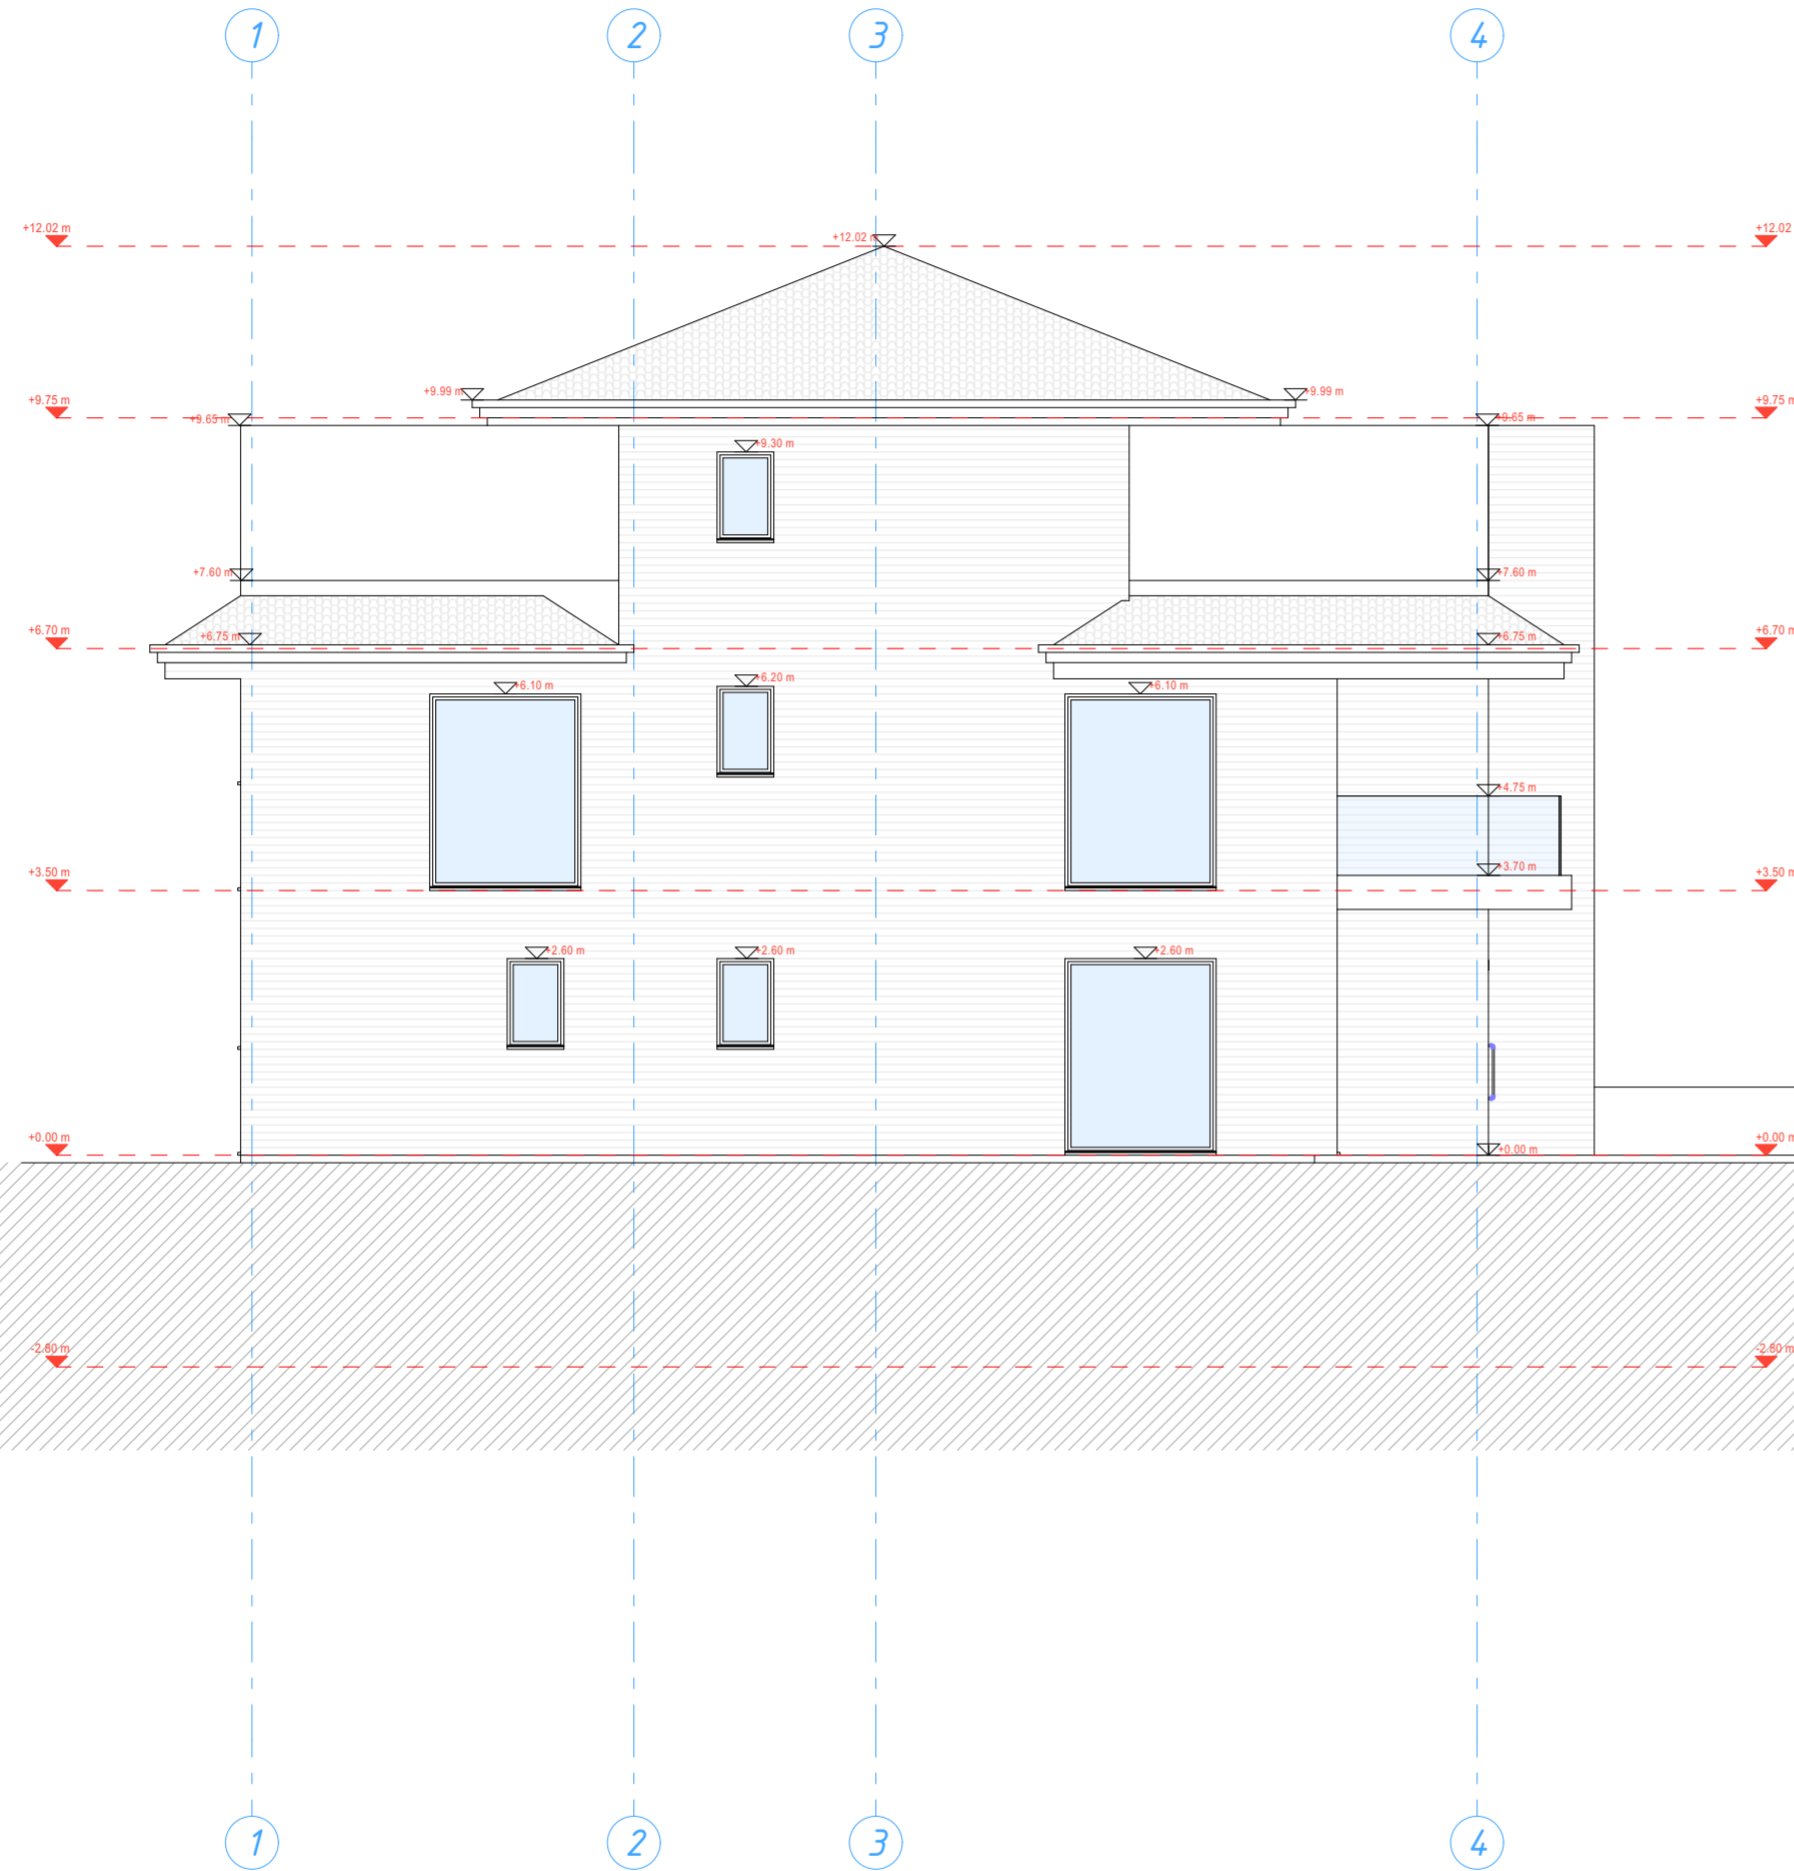 1 2 3 4
+12.02 m +12.02 m +12.02
+9.99 m +9.99 m
+9.75 m +9.75 m
+9.65 m +9.65 m
+9.30 m
+7.60 m +7.60 m
+6.70 m +6.75 m +6.75 m +6.70 m
+6.20 m
+6.10 m +6.10 m
+4.75 m
+3.70 m
+3.50 m +3.50 m
+2.60 m +2.60 m +2.60 m
+0.00 m +0.00 m +0.00 m
-2.80 m -2.80 m
1 2 3 4